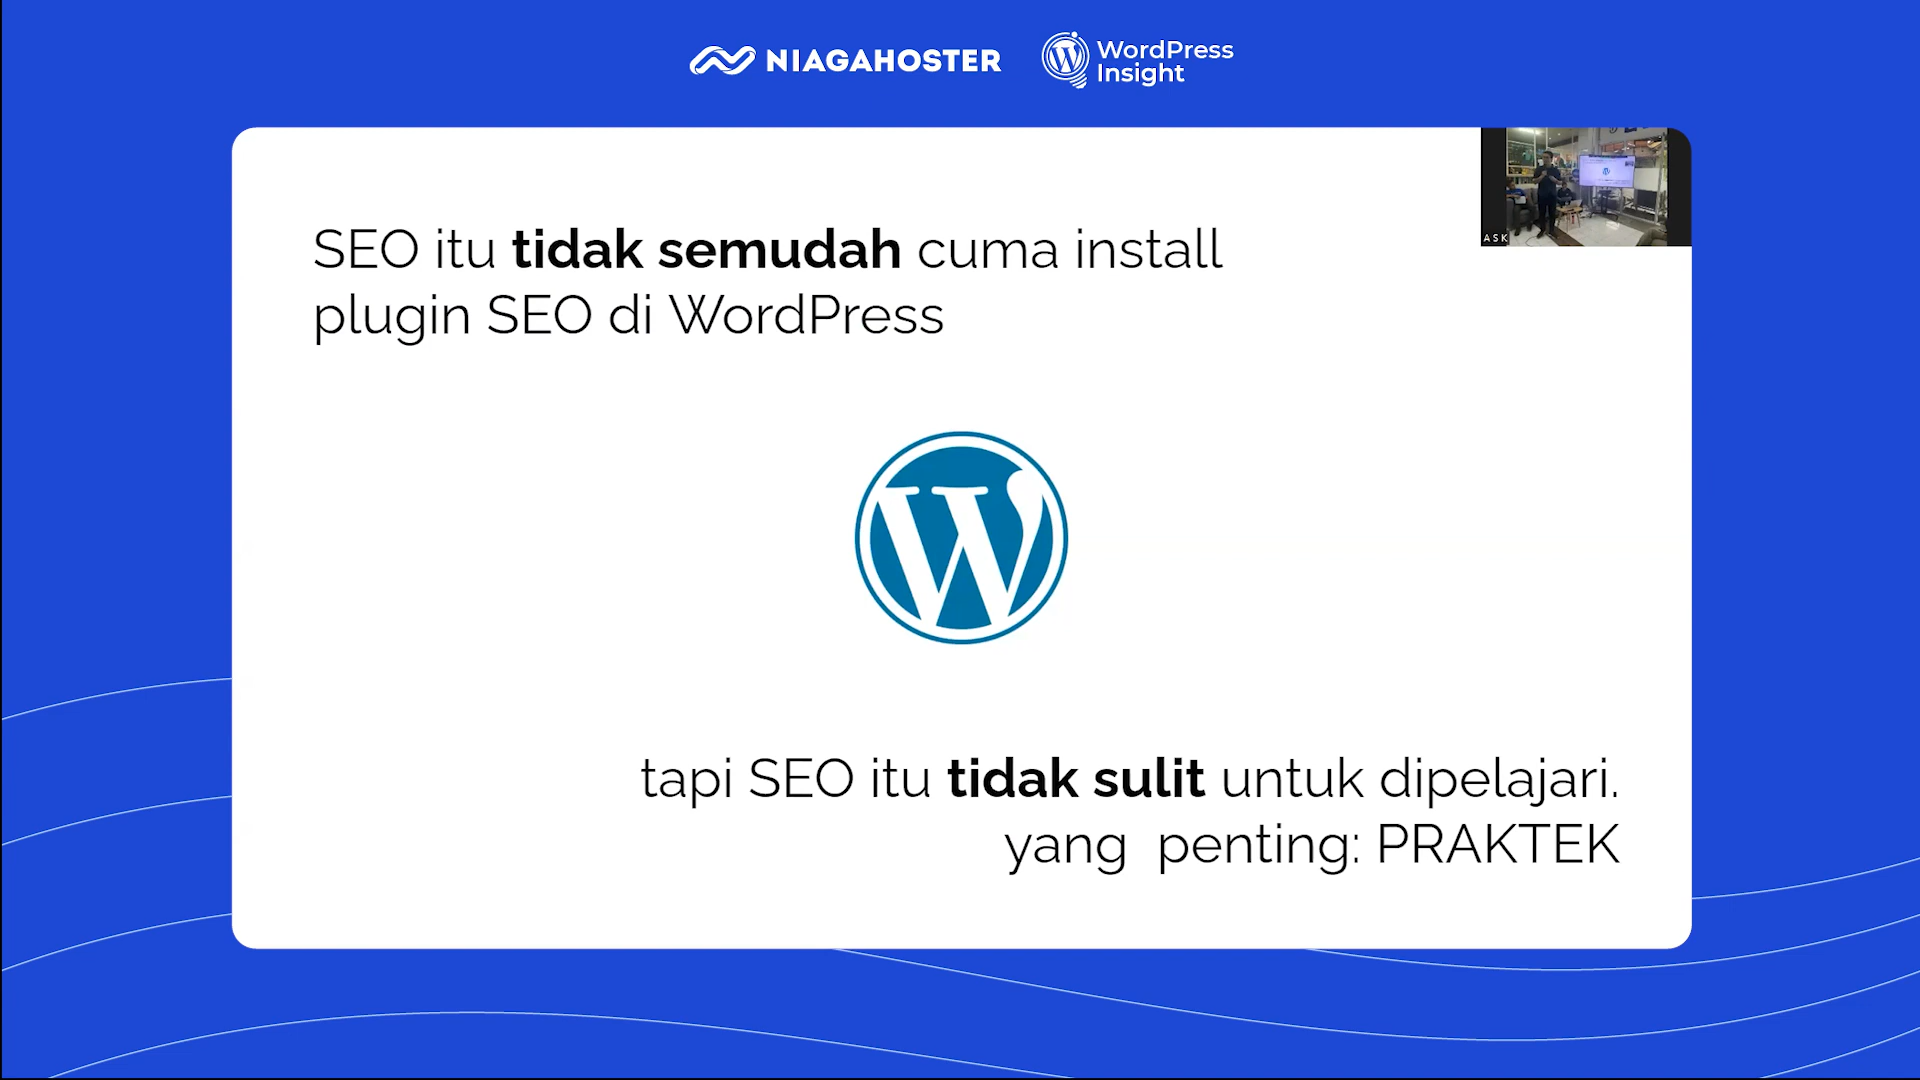 NIAGAHOSTER
WordPress
Insight
SEO itu tidak semudah cuma install
plugin SEO di WordPress
ASK
tapi SEO itu tidak sulit untuk dipelajari.
yang penting: PRAKTEK